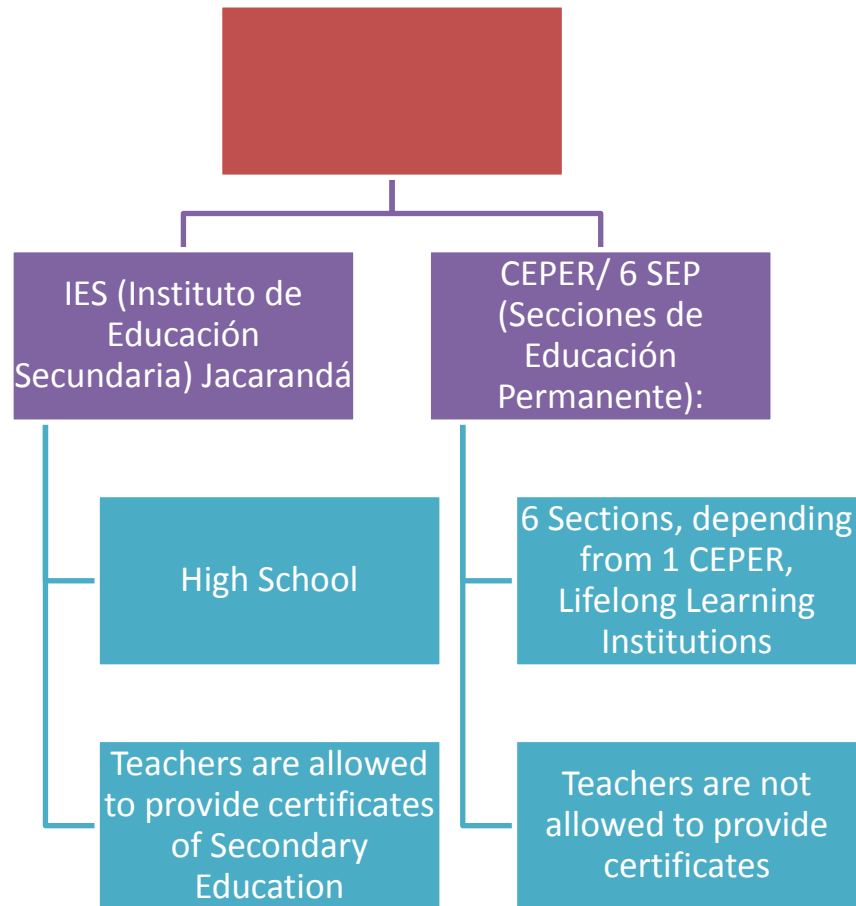 IES (Instituto de
Educación
Secundaria) Jacarandá
CEPER/ 6 SEP
(Secciones de
Educación
Permanente):
High School
6 Sections, depending
from 1 CEPER,
Lifelong Learning
Institutions
Teachers are allowed
to provide certificates
of Secondary
Education
Teachers are not
allowed to provide
certificates